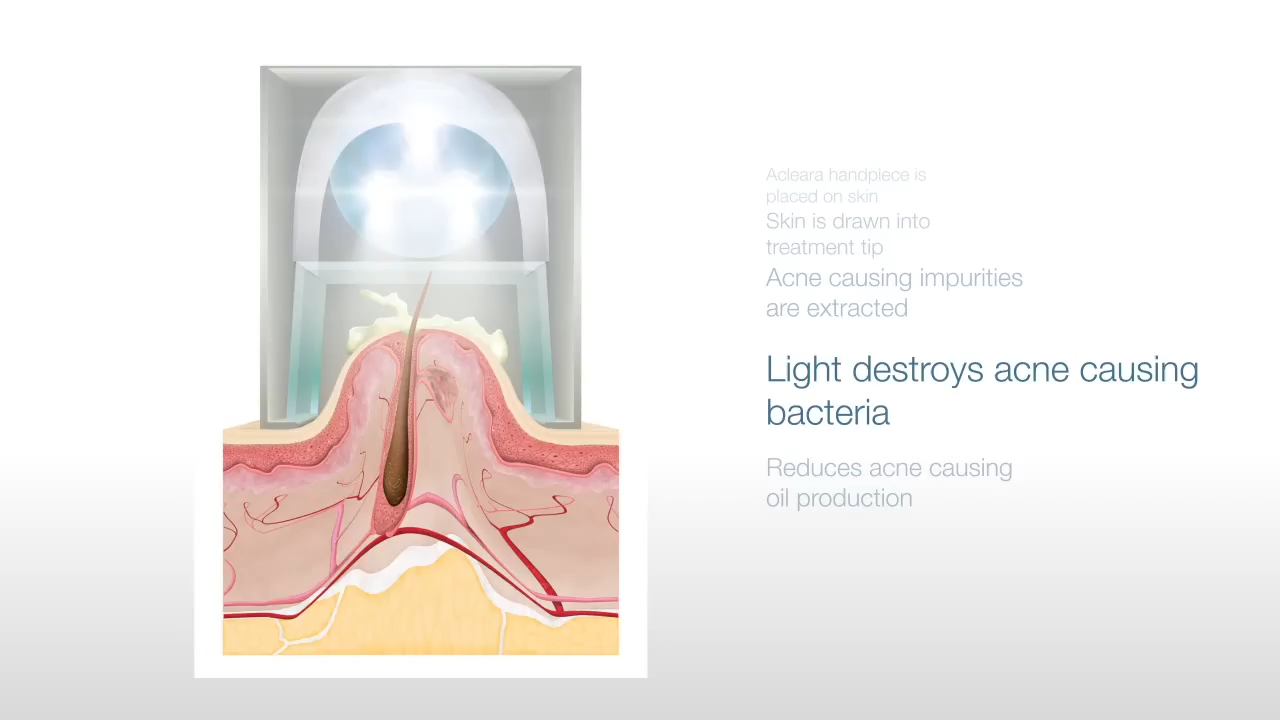 Acleara handpiece is
placed on skin
Skin is drawn into
treatment tip
Acne causing impurities
are extracted
Light destroys acne causing
bacteria
Reduces acne causing
oil production